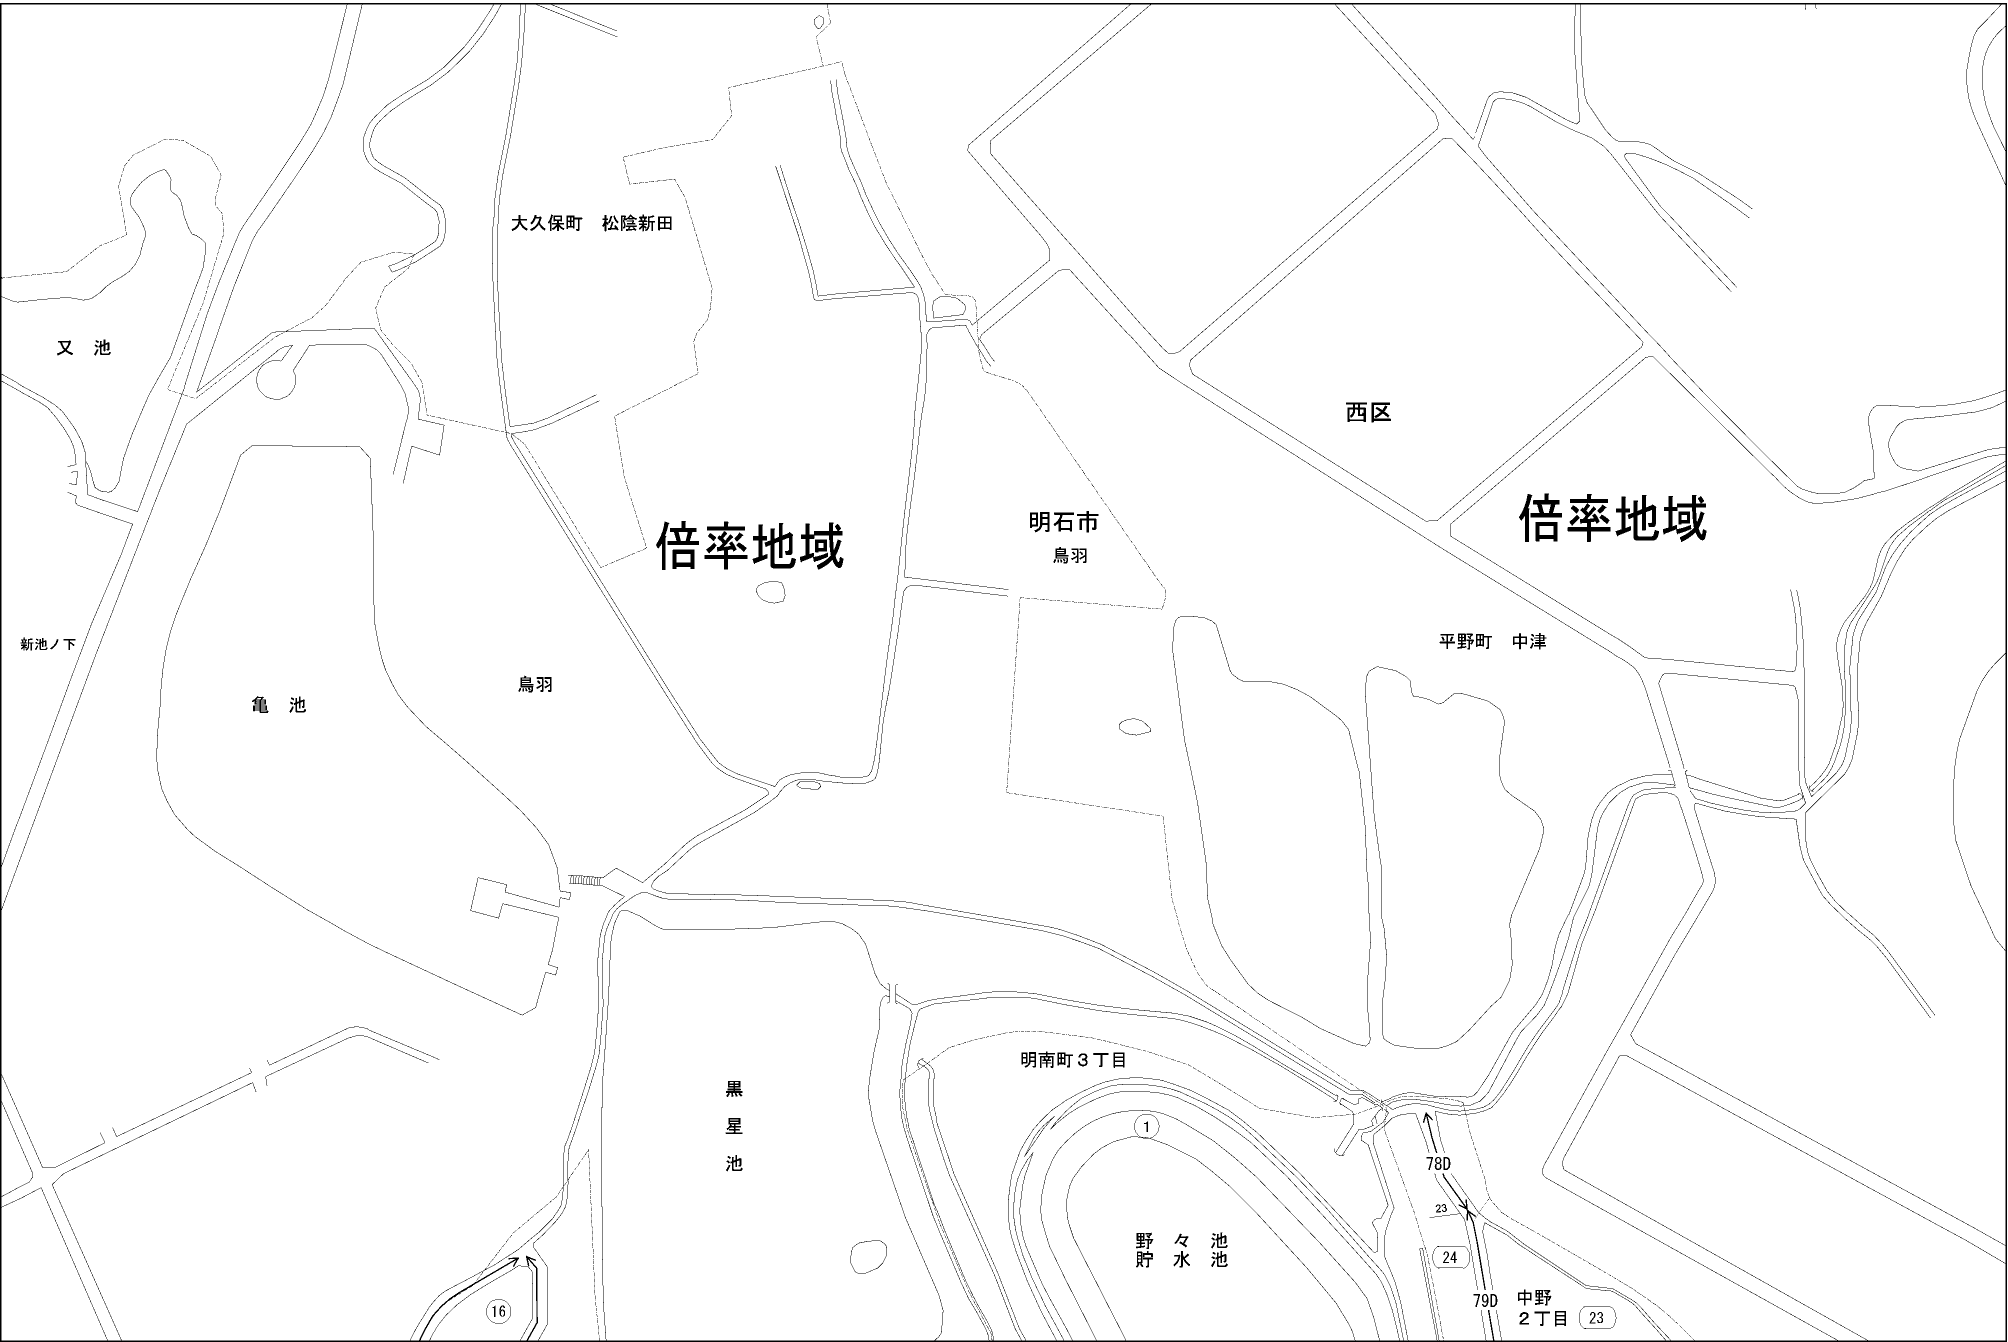 大久保町　松陰新田
又　池
西区
倍率地域
明石市
倍率地域
鳥羽
新池ノ下
平野町　中津
鳥羽
亀　池
明南町３丁目
黒
星
池
1
78D
23
野　々　池
貯　水　池
24
16
79D
中野
２丁目
23